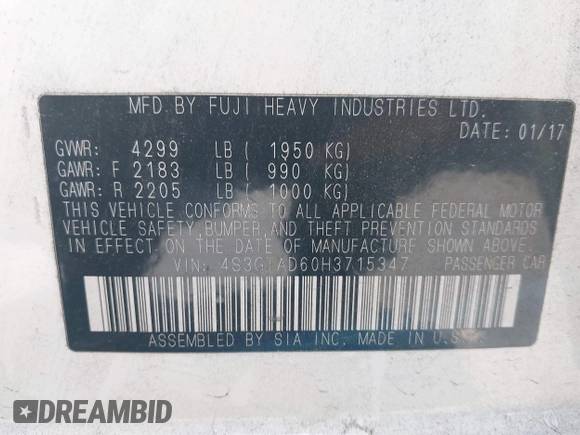 MFD BY FUJI HEAVY INDUSTRIES LTD.
DATE: 01/17
GVWR: 4299 LB ( 1950 KG)
GAWR: F 2183 LB ( 990 KG)
GAWR: R 2205 LB ( 1000 KG)
THIS VEHICLE CONFORMS TO ALL APPLICABLE FEDERAL MOTOR
VEHICLE SAFETY, BUMPER, AND THEFT PREVENTION STANDARDS
IN EFFECT ON THE DATE OF MANUFACTURE SHOWN ABOVE.
VIN: 4S3GTAD60H3715347 PASSENGER CAR
ASSEMBLED BY SIA INC. MADE IN U.S.A.
DREAMBID